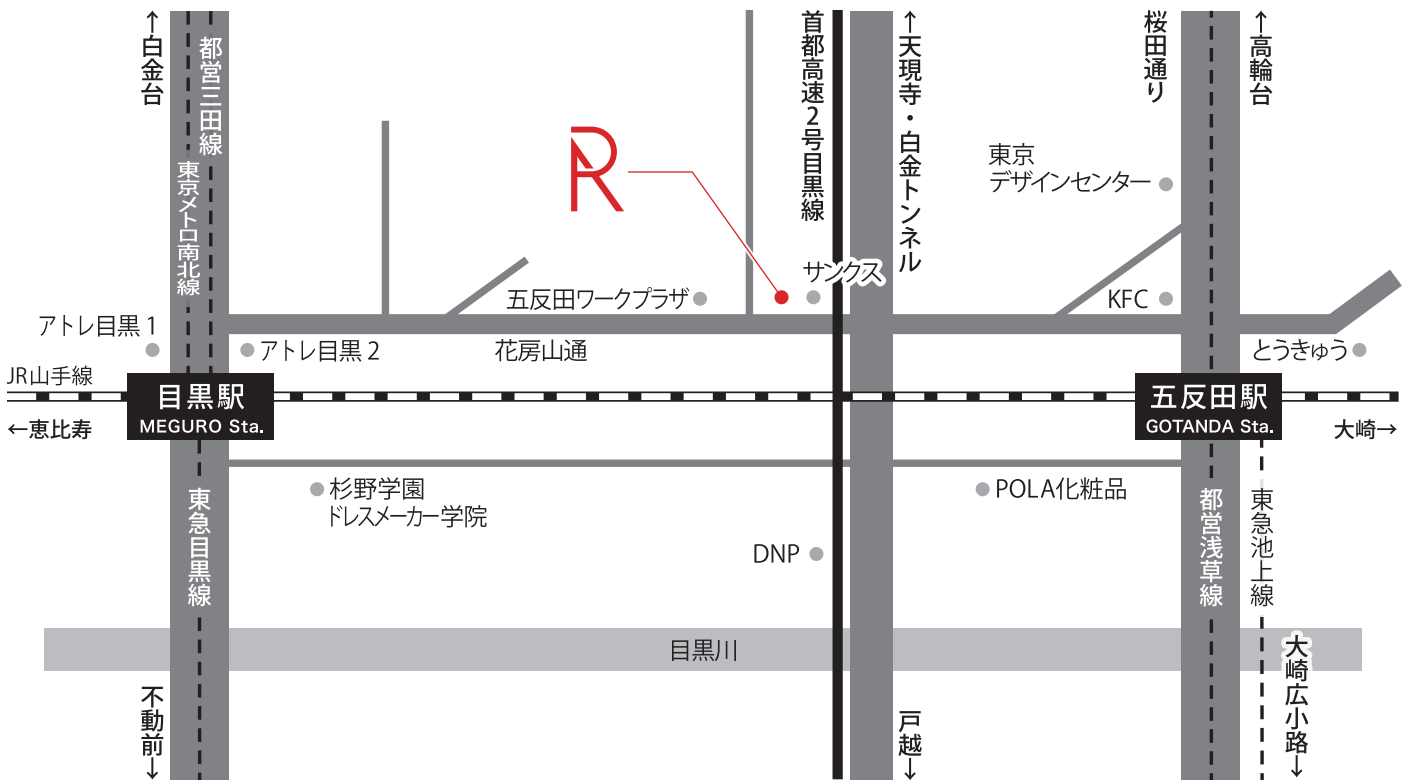 ←白金台
都営三田線
東京メトロ南北線
首都高速2号目黒線
←天現寺・白金トンネル
桜田通り
←高輪台
R
東京
デザインセンター
サンクス
五反田ワークプラザ
KFC
アトレ目黒1
アトレ目黒2
花房山通
とうきゅう
JR山手線
目黒駅
MEGURO Sta.
五反田駅
GOTANDA Sta.
←恵比寿
大崎→
杉野学園
ドレスメーカー学院
POLA化粧品
東急目黒線
都営浅草線
東急池上線
DNP
目黒川
不動前→
戸越→
大崎広小路→